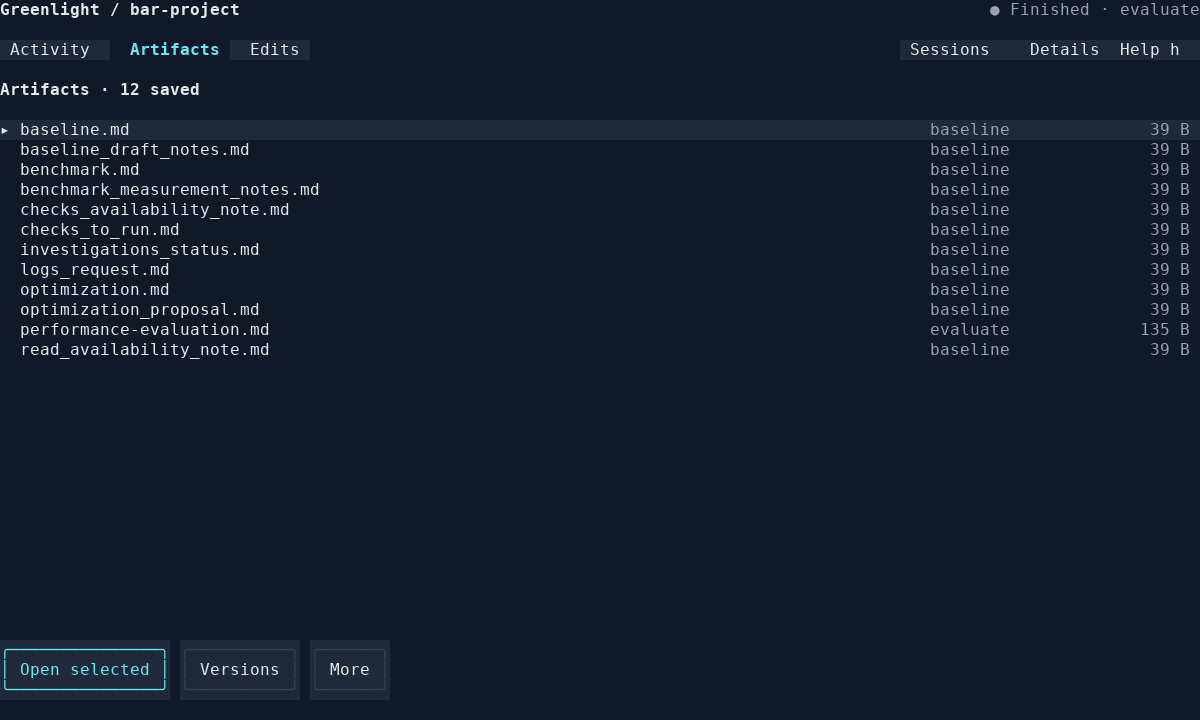 Greenlight / bar-project ● Finished · evaluate
Activity Artifacts Edits Sessions Details Help h
Artifacts · 12 saved
▸ baseline.md baseline 39 B
baseline_draft_notes.md baseline 39 B
benchmark.md baseline 39 B
benchmark_measurement_notes.md baseline 39 B
checks_availability_note.md baseline 39 B
checks_to_run.md baseline 39 B
investigations_status.md baseline 39 B
logs_request.md baseline 39 B
optimization.md baseline 39 B
optimization_proposal.md baseline 39 B
performance-evaluation.md evaluate 135 B
read_availability_note.md baseline 39 B
Open selected Versions More